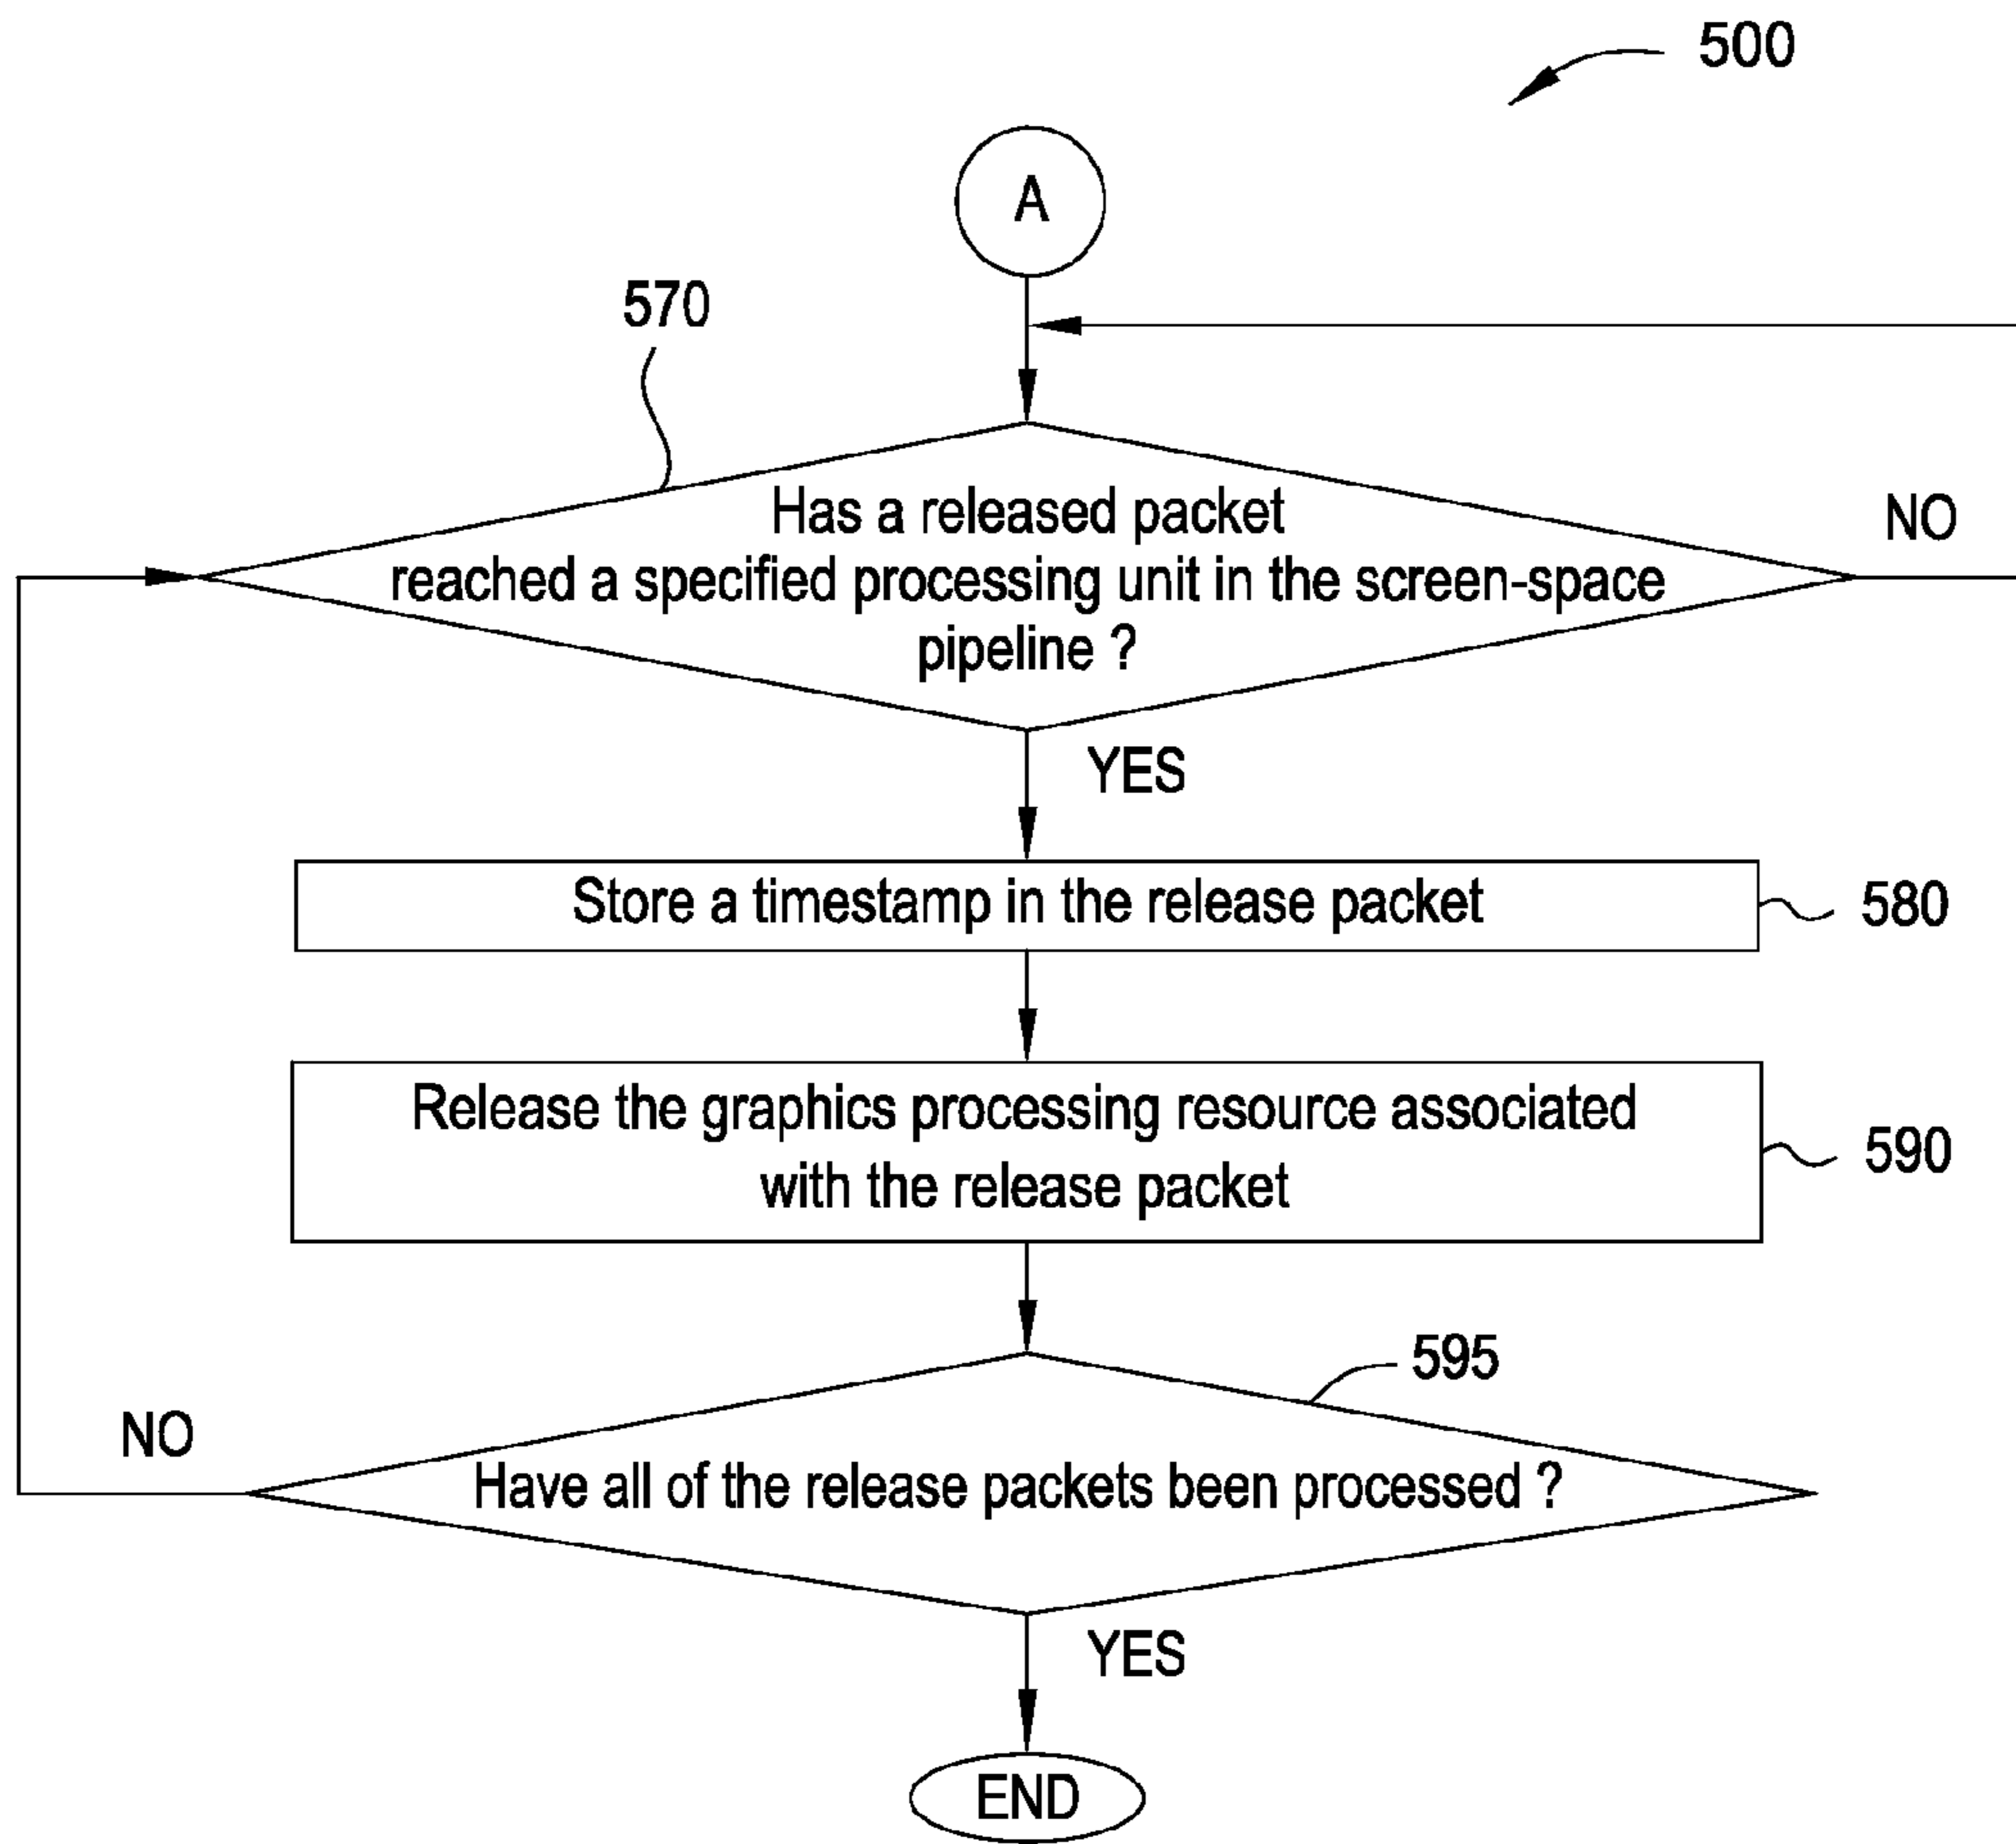 500
A
570
Has a released packet
reached a specified processing unit in the screen-space
pipeline ?
NO
YES
Store a timestamp in the release packet
580
Release the graphics processing resource associated
with the release packet
590
595
NO
Have all of the release packets been processed ?
YES
END